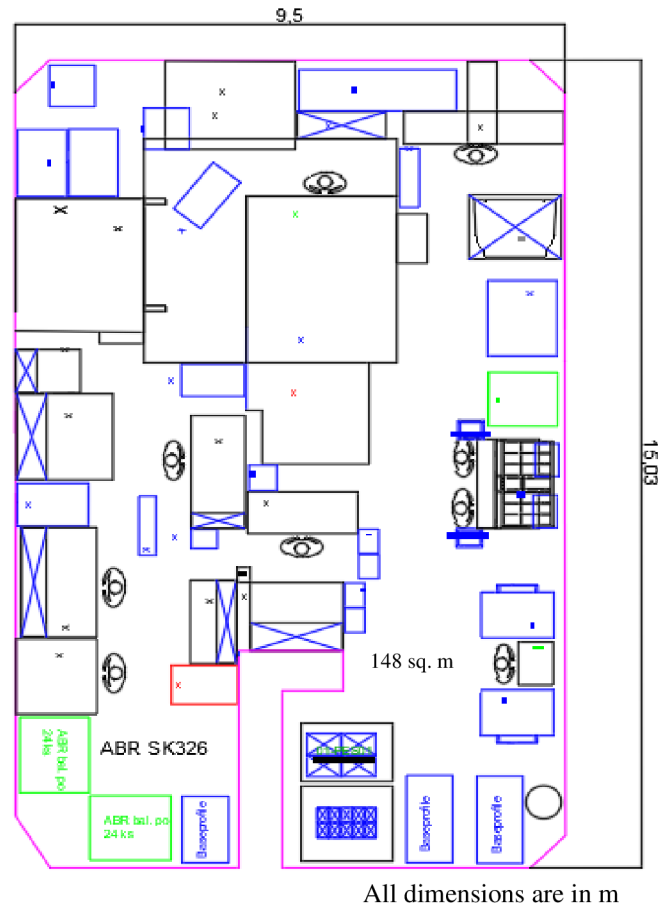 9,5
15,03
148 sq. m
ABR SK326
ABR bal. po
24 ks
ABR bal. po
24 ks
Baseprofile
Baseprofile
Baseprofile
All dimensions are in m